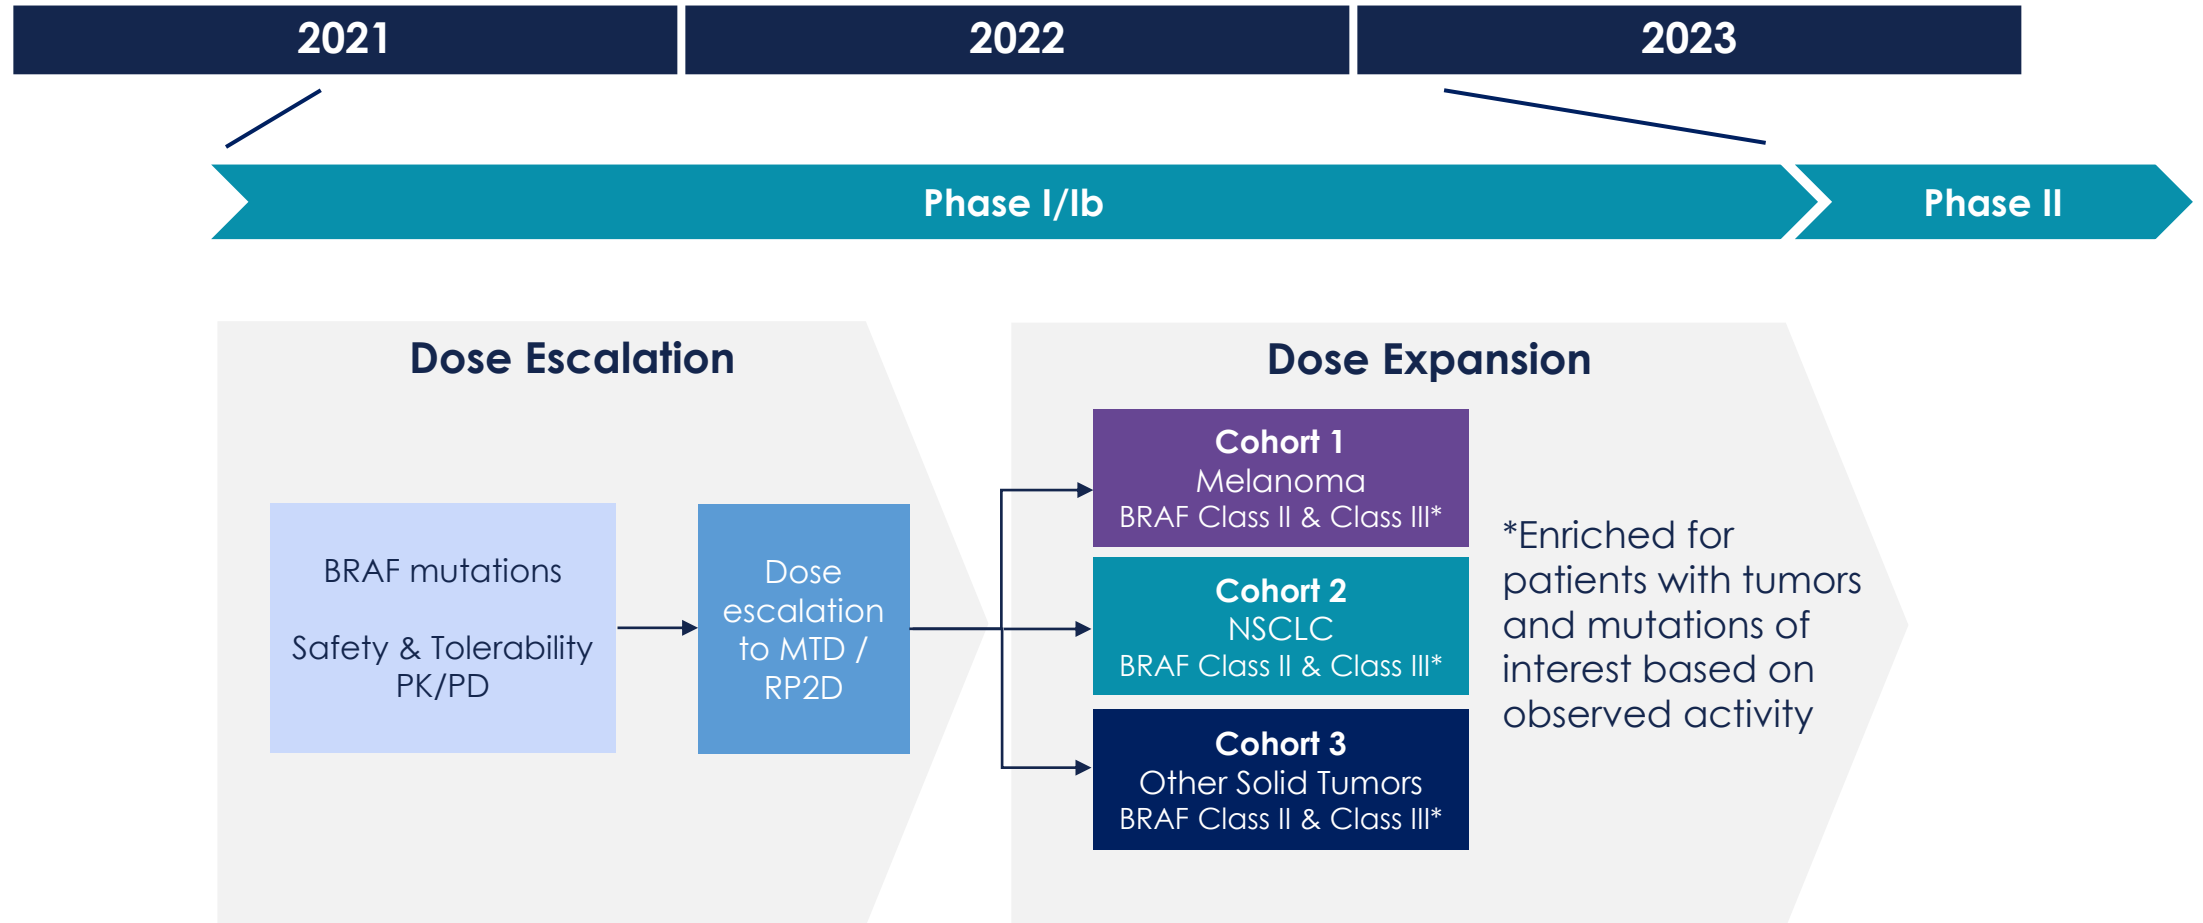 2021
2022
2023
Phase I/Ib
Phase II
Dose Escalation
BRAF mutations
Safety & Tolerability
PK/PD
Dose
escalation
to MTD /
RP2D
Dose Expansion
Cohort 1
Melanoma
BRAF Class II & Class III*
Cohort 2
NSCLC
BRAF Class II & Class III*
Cohort 3
Other Solid Tumors
BRAF Class II & Class III*
*Enriched for
patients with tumors
and mutations of
interest based on
observed activity